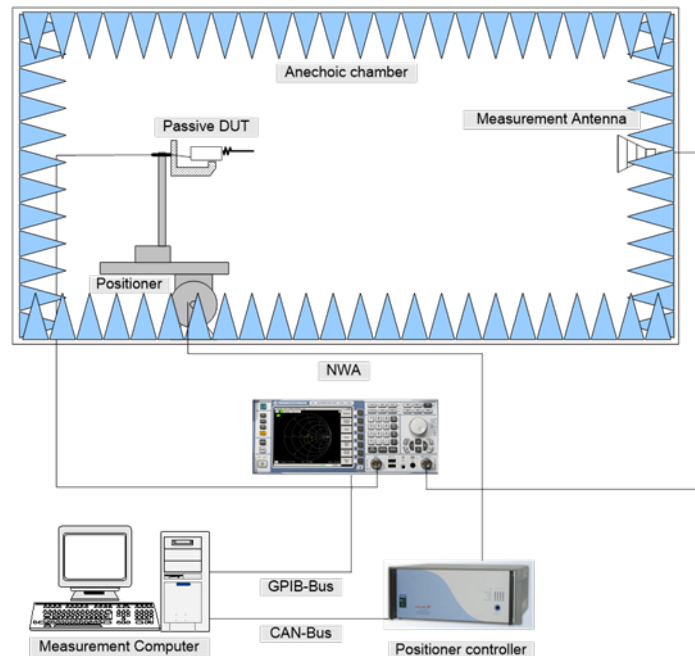 Anechoic chamber
Measurement Antenna
Passive DUT
Positioner
NWA
GPIB-Bus
CAN-Bus
Measurement Computer
Positioner controller